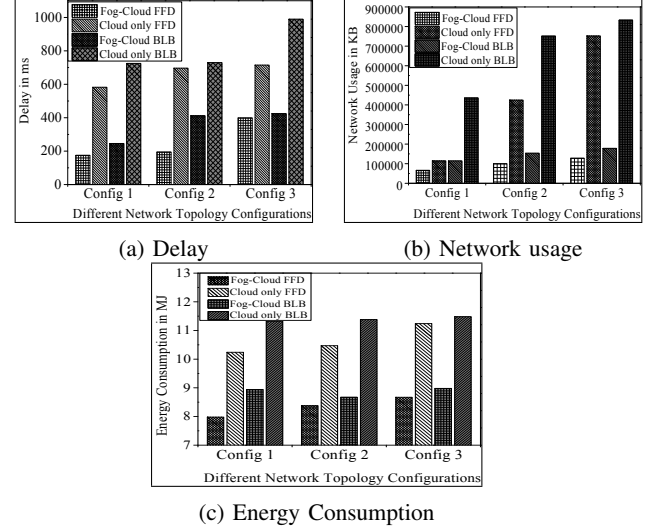 1000
800
600
400
200
0
Delay in ms
Fog-Cloud FFD
Cloud only FFD
Fog-Cloud BLB
Cloud only BLB
Config 1 Config 2 Config 3
Different Network Topology Configurations
(a) Delay
900000
800000
700000
600000
500000
400000
300000
200000
100000
0
Network Usage in KB
Fog-Cloud FFD
Cloud only FFD
Fog-Cloud BLB
Cloud only BLB
Config 1 Config 2 Config 3
Different Network Topology Configurations
(b) Network usage
13
12
11
10
9
8
7
Energy Consumption in MJ
Fog-Cloud FFD
Cloud only FFD
Fog-Cloud BLB
Cloud only BLB
Config 1 Config 2 Config 3
Different Network Topology Configurations
(c) Energy Consumption